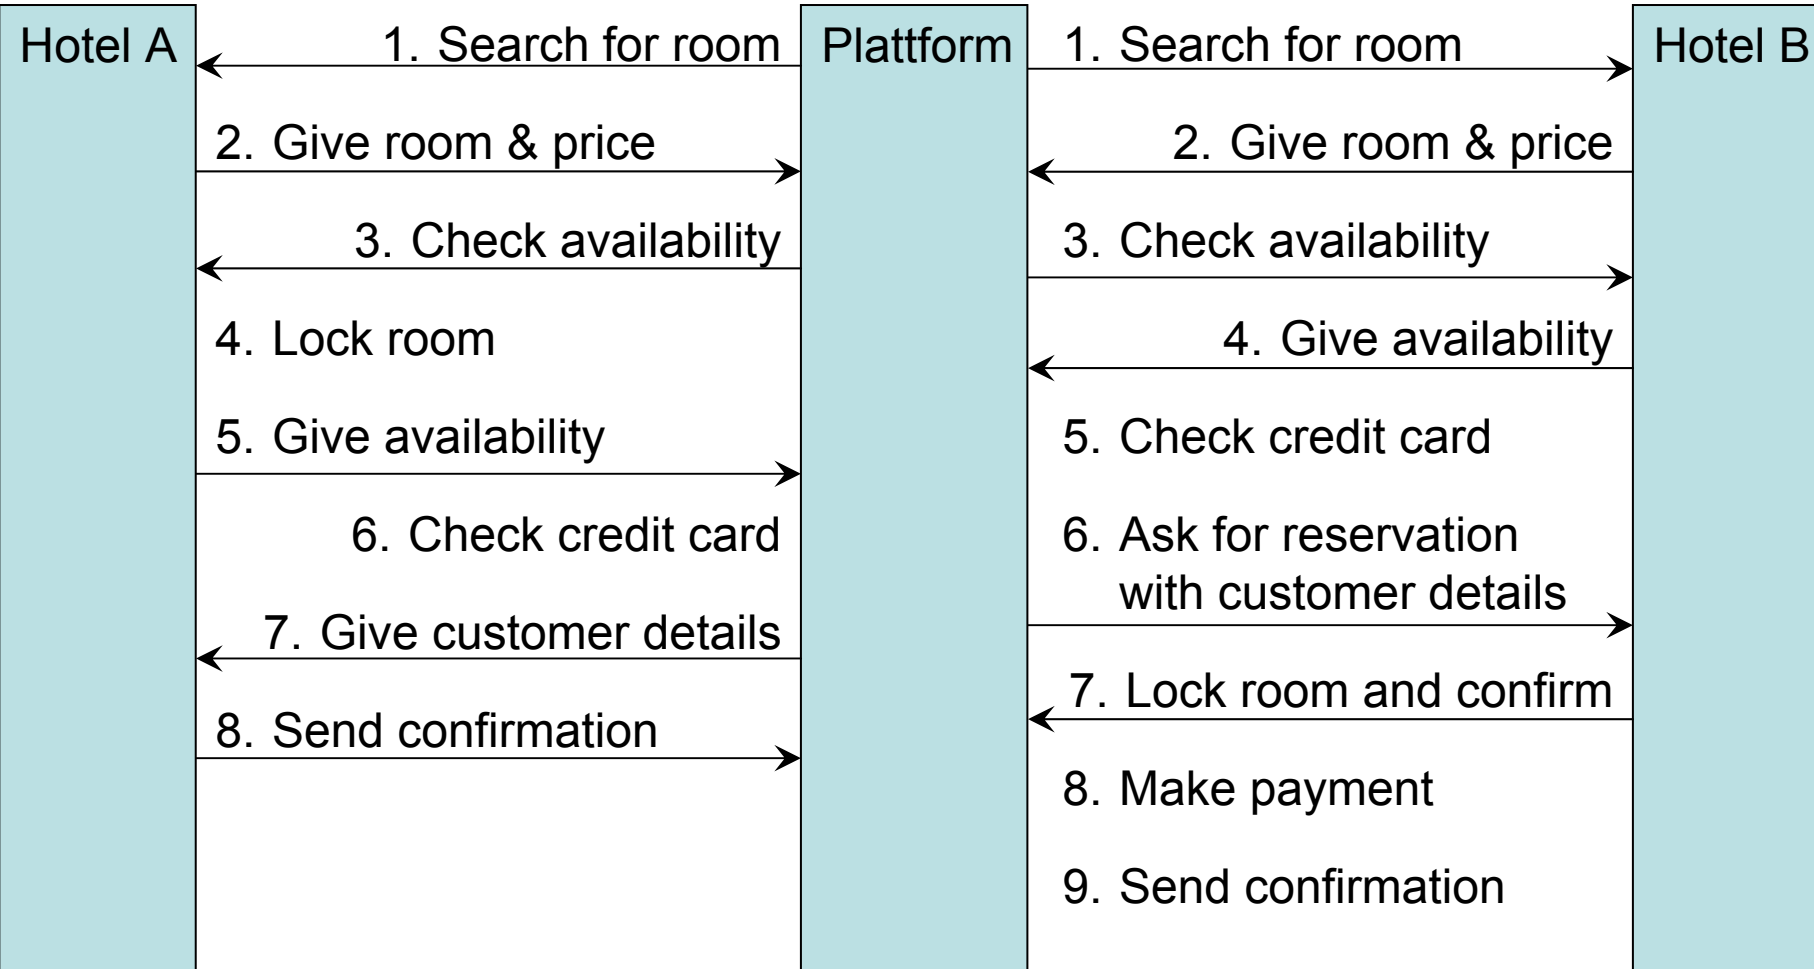 Hotel A
Plattform
Hotel B
1. Search for room
2. Give room & price
3. Check availability
4. Lock room
5. Give availability
6. Check credit card
7. Give customer details
8. Send confirmation
1. Search for room
2. Give room & price
3. Check availability
4. Give availability
5. Check credit card
6. Ask for reservation
with customer details
7. Lock room and confirm
8. Make payment
9. Send confirmation